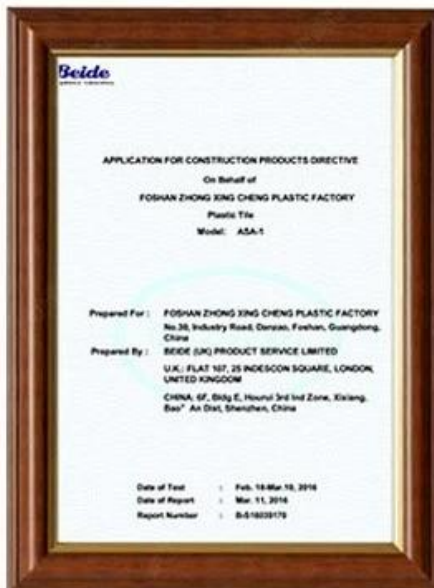 Beide
APPLICATION FOR CONSTRUCTION PRODUCTS DIRECTIVE
On Behalf of
FOSHAN ZHONG XING CHENG PLASTIC FACTORY
Plastic Tile
Model: ASA-1
Prepared For : FOSHAN ZHONG XING CHENG PLASTIC FACTORY
No.30, Industry Road, Danzao, Foshan, Guangdong,
China
Prepared By : BEIDE (UK) PRODUCT SERVICE LIMITED
U.K.: FLAT 107, 25 INDESCON SQUARE, LONDON,
UNITED KINGDOM
CHINA: 6F, Bldg E, Hourui 3rd Ind Zone, Xixiang,
Bao" An Dist, Shenzhen, China
Date of Test : Feb. 18-Mar.10, 2016
Date of Report : Mar. 11, 2016
Report Number :